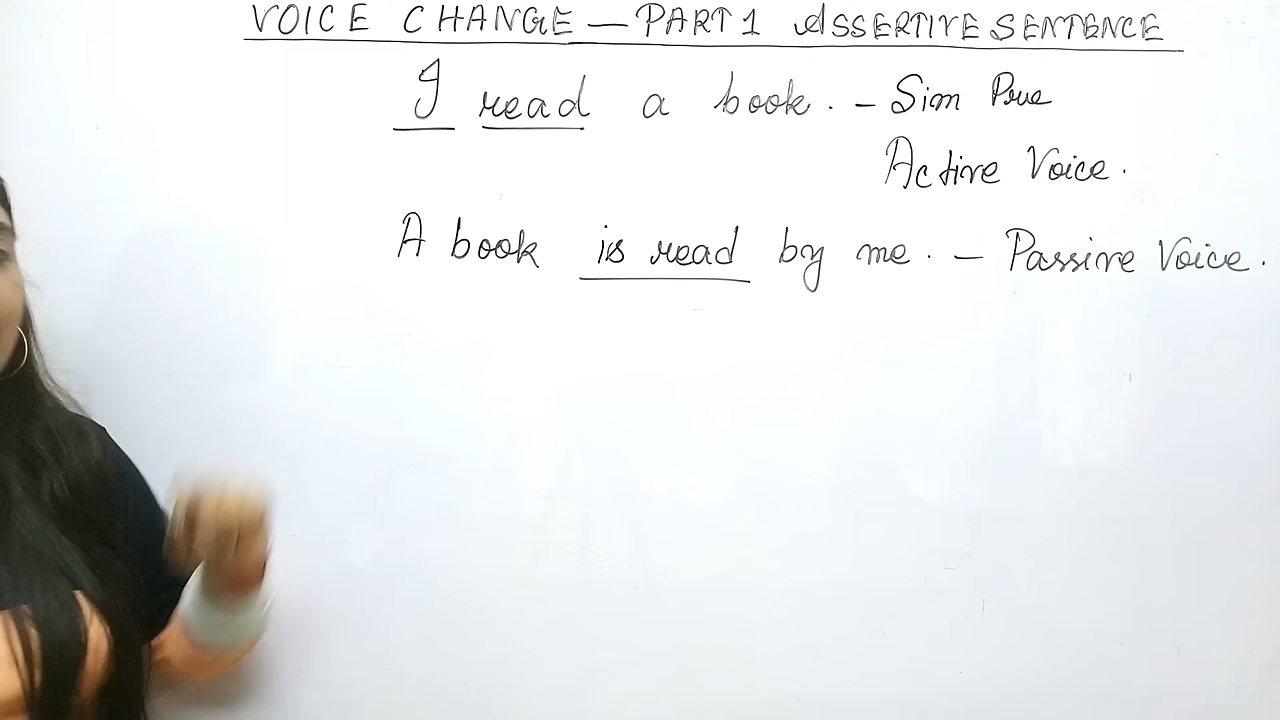 VOICE CHANGE — PART 1 ASSERTIVE SENTENCE
I read a book. - Sim Pre
Active Voice.
A book is read by me. - Passive Voice.